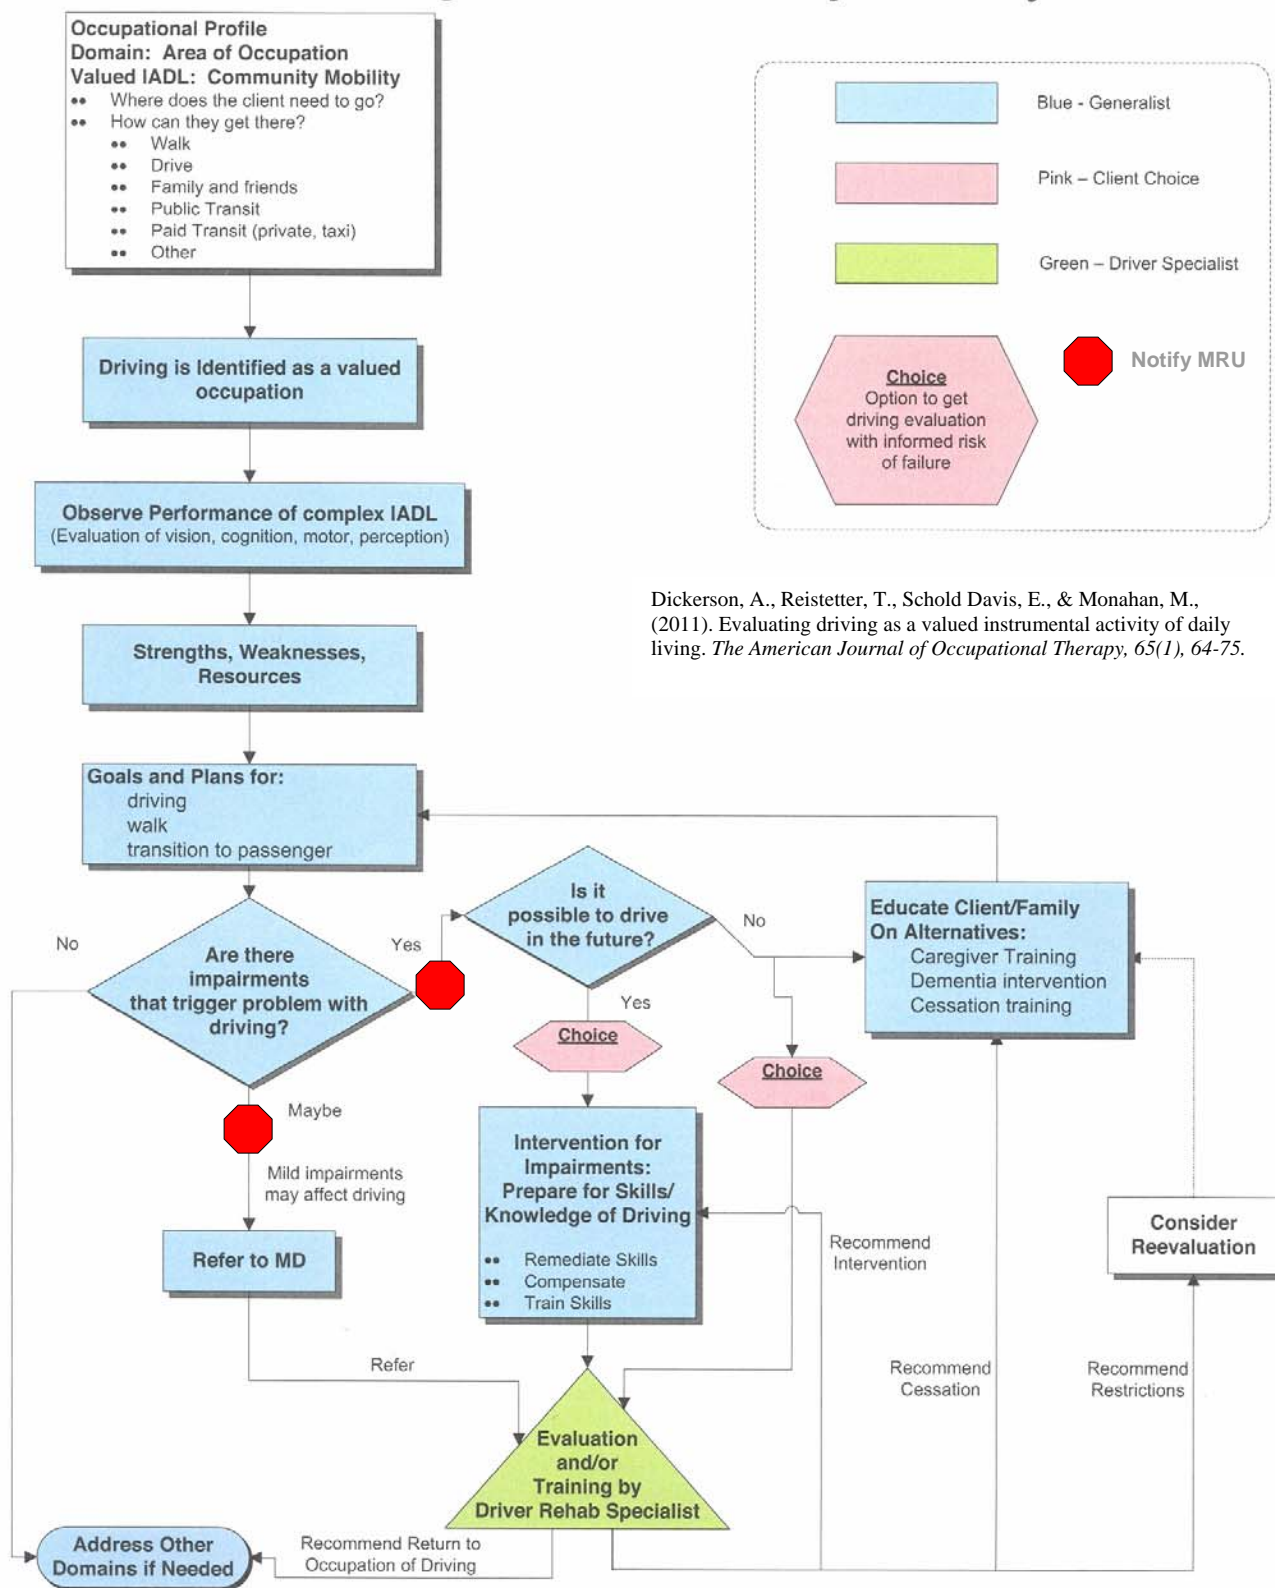 Occupational Profile
Domain: Area of Occupation
Valued IADL: Community Mobility
•• Where does the client need to go?
•• How can they get there?
•• Walk
•• Drive
•• Family and friends
•• Public Transit
•• Paid Transit (private, taxi)
•• Other
Blue - Generalist
Pink – Client Choice
Green – Driver Specialist
Choice
Option to get
driving evaluation
with informed risk
of failure
Notify MRU
Driving is Identified as a valued
occupation
Observe Performance of complex IADL
(Evaluation of vision, cognition, motor, perception)
Dickerson, A., Reistetter, T., Schold Davis, E., & Monahan, M.,
(2011). Evaluating driving as a valued instrumental activity of daily
living. The American Journal of Occupational Therapy, 65(1), 64-75.
Strengths, Weaknesses,
Resources
Goals and Plans for:
driving
walk
transition to passenger
No
Are there
impairments
that trigger problem with
driving?
Yes
Is it
possible to drive
in the future?
No
Educate Client/Family
On Alternatives:
Caregiver Training
Dementia intervention
Cessation training
Yes
Choice
Choice
Maybe
Mild impairments
may affect driving
Refer to MD
Intervention for
Impairments:
Prepare for Skills/
Knowledge of Driving
•• Remediate Skills
•• Compensate
•• Train Skills
Recommend
Intervention
Consider
Reevaluation
Refer
Recommend
Cessation
Recommend
Restrictions
Evaluation
and/or
Training by
Driver Rehab Specialist
Address Other
Domains if Needed
Recommend Return to
Occupation of Driving